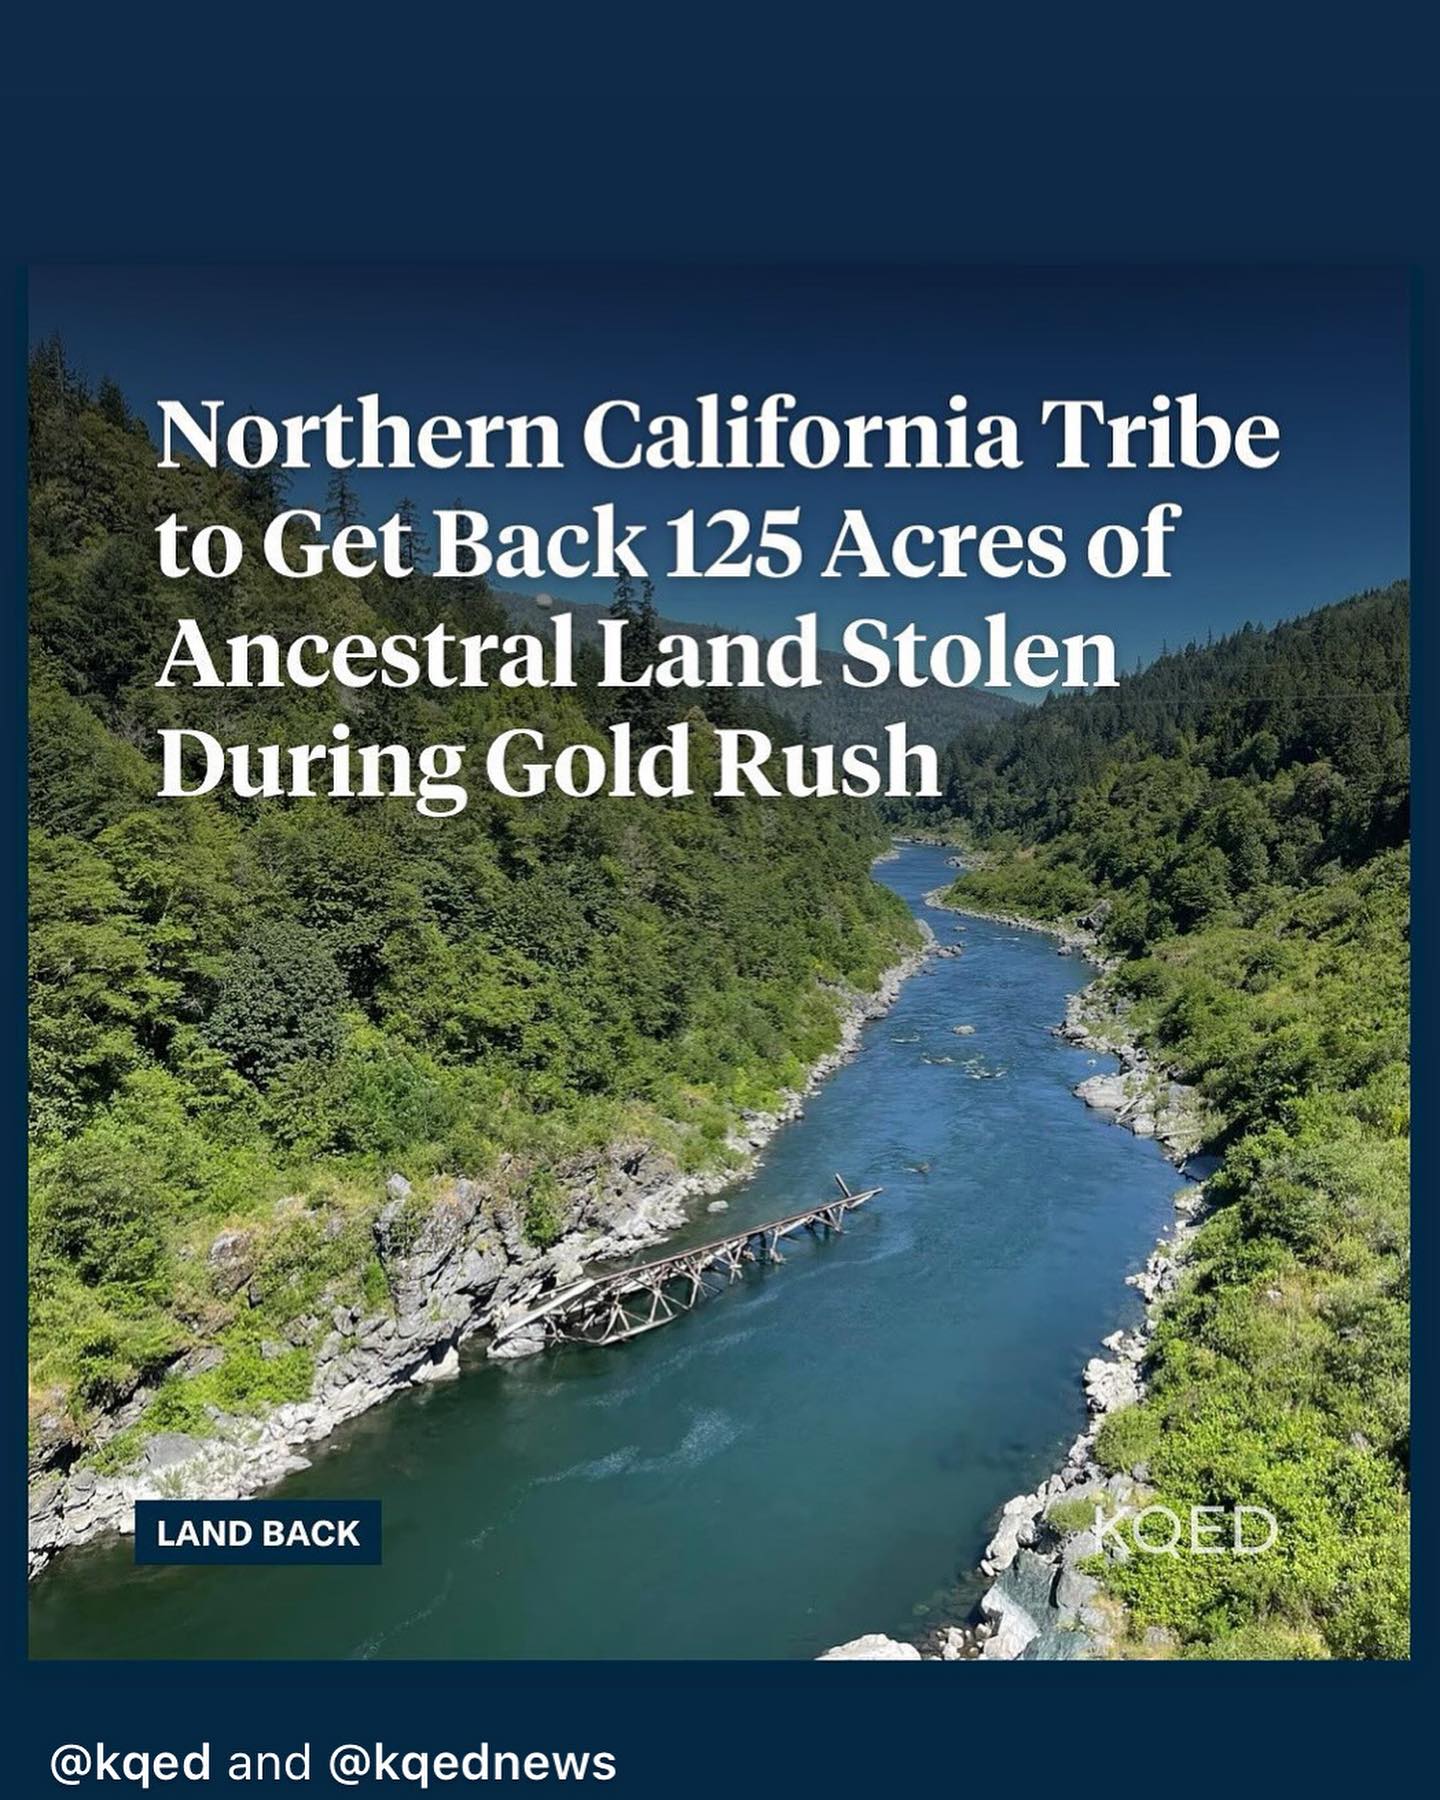 Northern California Tribe
to Get Back 125 Acres of
Ancestral Land Stolen
During Gold Rush
LAND BACK
KQED
@kqed and @kqednews